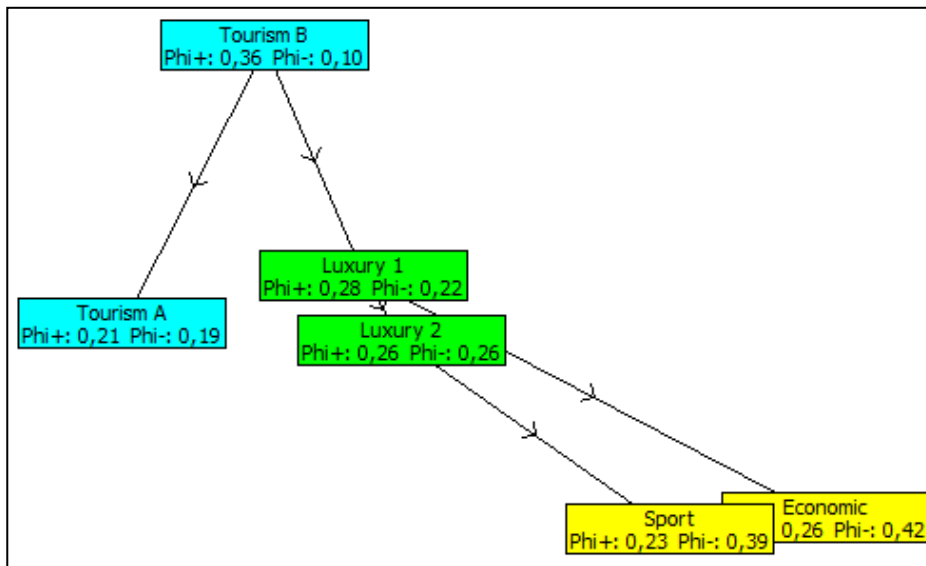 Tourism B
Phi+: 0,36 Phi-: 0,10
Luxury 1
Phi+: 0,28 Phi-: 0,22
Tourism A
Phi+: 0,21 Phi-: 0,19
Luxury 2
Phi+: 0,26 Phi-: 0,26
Economic
0,26 Phi-: 0,42
Sport
Phi+: 0,23 Phi-: 0,39